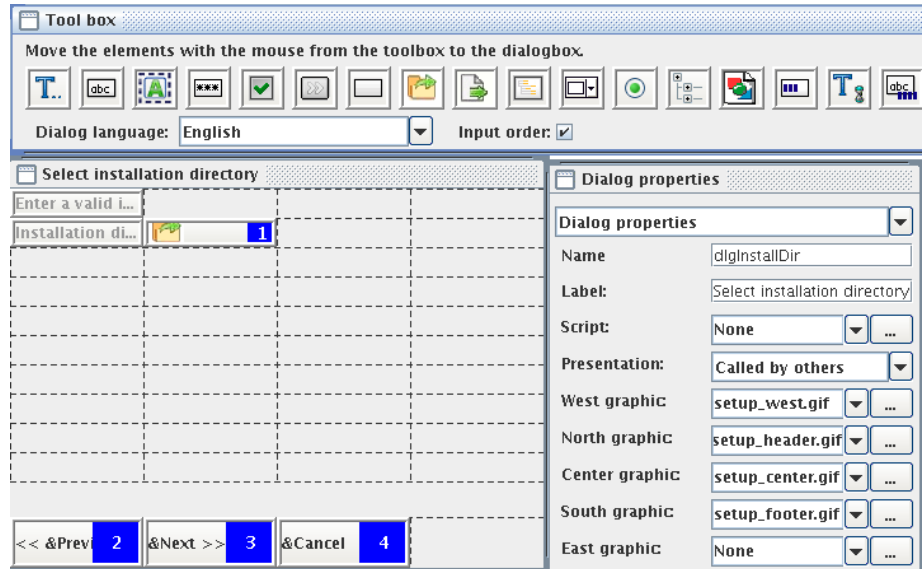 Tool box
Move the elements with the mouse from the toolbox to the dialogbox.
T.. abc A *** T abc
Dialog language: English Input order:
Select installation directory
Enter a valid i...
Installation di... 1
<< &Previ 2 &Next >> 3 &Cancel 4
Dialog properties
Dialog properties
Name dlgInstallDir
Label: Select installation directory
Script: None ...
Presentation: Called by others
West graphic setup_west.gif ...
North graphic setup_header.gif ...
Center graphic setup_center.gif ...
South graphic setup_footer.gif ...
East graphic None ...